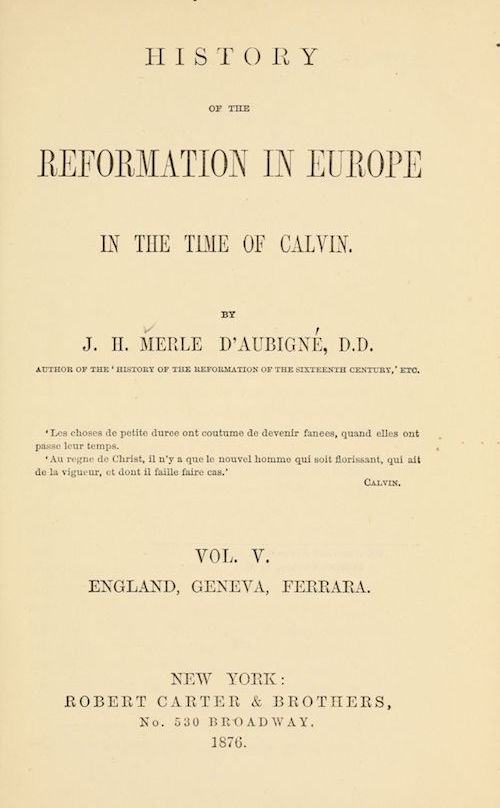 HISTORY
OF THE
REFORMATION IN EUROPE
IN THE TIME OF CALVIN.
BY
J. H. MERLE D'AUBIGNÉ, D.D.
AUTHOR OF THE 'HISTORY OF THE REFORMATION OF THE SIXTEENTH CENTURY,' ETC.
'Les choses de petite duree ont coutume de devenir fanees, quand elles ont
passe leur temps.
'Au regne de Christ, il n'y a que le nouvel homme qui soit florissant, qui ait
de la vigueur, et dont il faille faire cas.'
CALVIN.
VOL. V.
ENGLAND, GENEVA, FERRARA.
NEW YORK:
ROBERT CARTER & BROTHERS,
No. 530 BROADWAY.
1876.